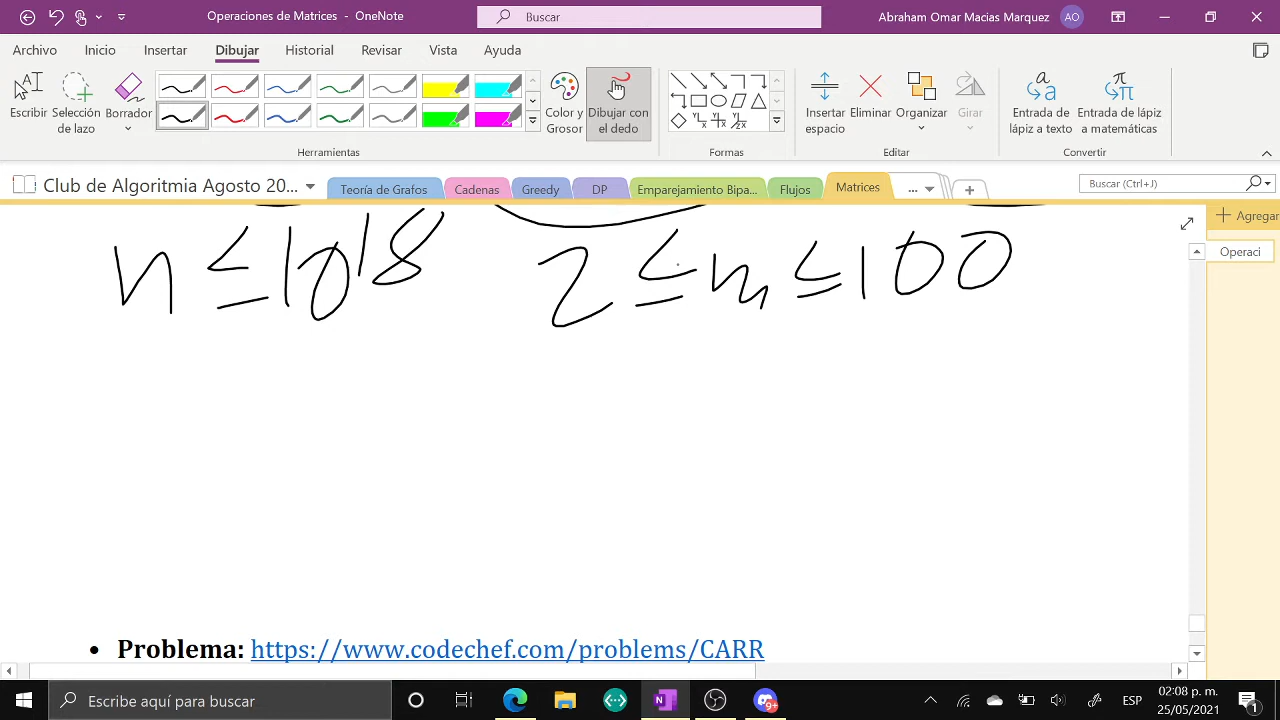 Operaciones de Matrices - OneNote
Buscar
Abraham Omar Macias Marquez
AO
Archivo Inicio Insertar Dibujar Historial Revisar Vista Ayuda
Escribir
Selección de lazo
Borrador
Color y Grosor
Dibujar con el dedo
Insertar espacio
Eliminar
Organizar
Girar
Entrada de lápiz a texto
Entrada de lápiz a matemáticas
Herramientas
Formas
Editar
Convertir
Club de Algoritmia Agosto 20...
Teoría de Grafos
Cadenas
Greedy
DP
Emparejamiento Bipa...
Flujos
Matrices
...
Buscar (Ctrl+J)
Agregar
Operaci
n ≤ 10^18 2 ≤ m ≤ 100
• Problema: https://www.codechef.com/problems/CARR
Escribe aquí para buscar
9+
ESP
02:08 p. m.
25/05/2021
1